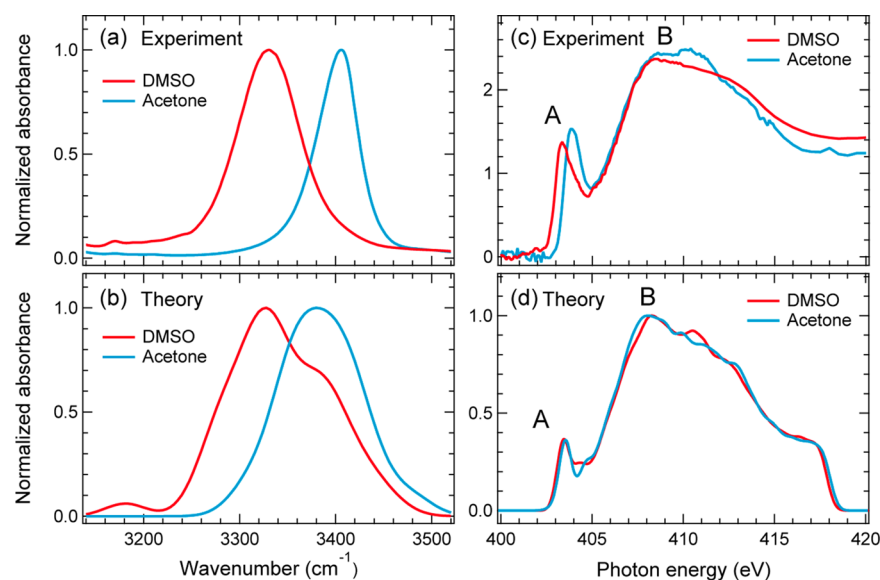 (a) Experiment
DMSO
Acetone
Normalized absorbance
1.0
0.5
0.0
(b) Theory
DMSO
Acetone
Normalized absorbance
1.0
0.5
0.0
3200
3300
3400
3500
Wavenumber (cm⁻¹)
(c) Experiment
B
DMSO
Acetone
A
2
1
0
(d) Theory
B
DMSO
Acetone
A
1.0
0.5
0.0
400
405
410
415
420
Photon energy (eV)